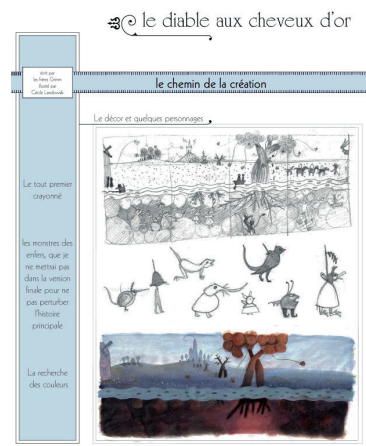 le diable aux cheveux d'or
écrit par
les frères Grimm
illustré par
Cécile
le chemin de la création
Le décor et quelques personnages
Le tout premier
crayonné
les monstres des
enfers, que je
ne mettrai pas
dans la version
finale pour ne
pas perturber
l'histoire
principale
La recherche
des couleurs